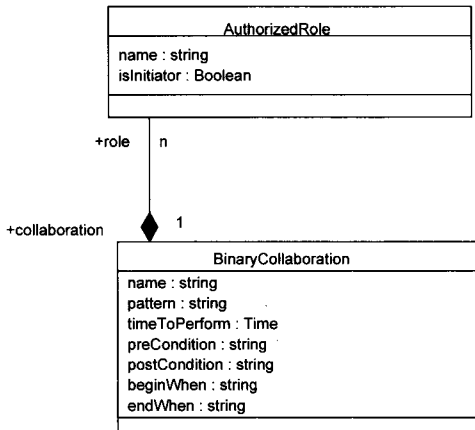 AuthorizedRole
name : string
isInitiator : Boolean
+role n
+collaboration 1
BinaryCollaboration
name : string
pattern : string
timeToPerform : Time
preCondition : string
postCondition : string
beginWhen : string
endWhen : string